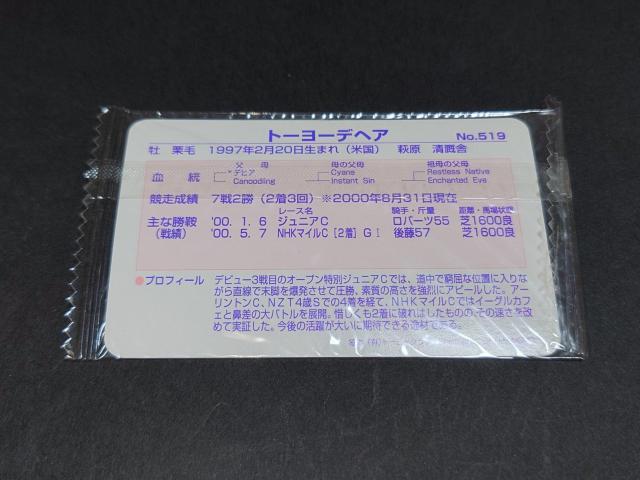 トーヨーデヘア No.519
牡 栗毛 1997年2月20日生まれ（米国） 萩原 清厩舎
血統
父 母 母の父母 祖母の父母
デヒア Cyane Restless Native
Canoodling Instant Sin Enchanted Eve
競走成績 7戦2勝（2着3回）※2000年8月31日現在
レース名 騎手・斤量 距離・馬場状態
主な勝鞍 '00. 1. 6 ジュニアC ロバーツ55 芝1600良
（戦績） '00. 5. 7 NHKマイルC［2着］GⅠ 後藤57 芝1600良
●プロフィール デビュー3戦目のオープン特別ジュニアCでは、道中で窮屈な位置に入りな
がら直線で末脚を爆発させて圧勝、素質の高さを強烈にアピールした。アー
リントンC、NZT4歳Sでの4着を経て、NHKマイルCではイーグルカフ
ェと鼻差の大バトルを展開。惜しくも2着に破れはしたものの、その速さを改
めて実証した。今後の活躍が大いに期待できる逸材である。